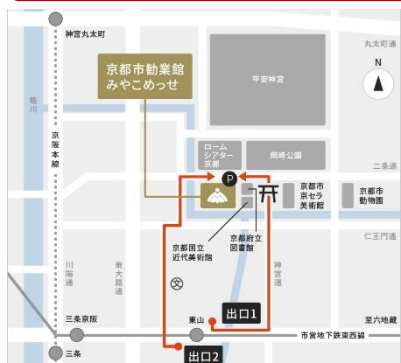 神宮丸太町
丸太町通
京都市勧業館
みやこめっせ
平安神宮
N
鴨川
京阪本線
ローム
シアター
京都
岡崎公園
二条通
P
京都市
京セラ
美術館
京都市
動物園
京都国立
近代美術館
京都府立
図書館
仁王門通
川端通
東大路通
神宮通
文
三条京阪
東山
出口1
至六地蔵
市営地下鉄東西線
三条
出口2